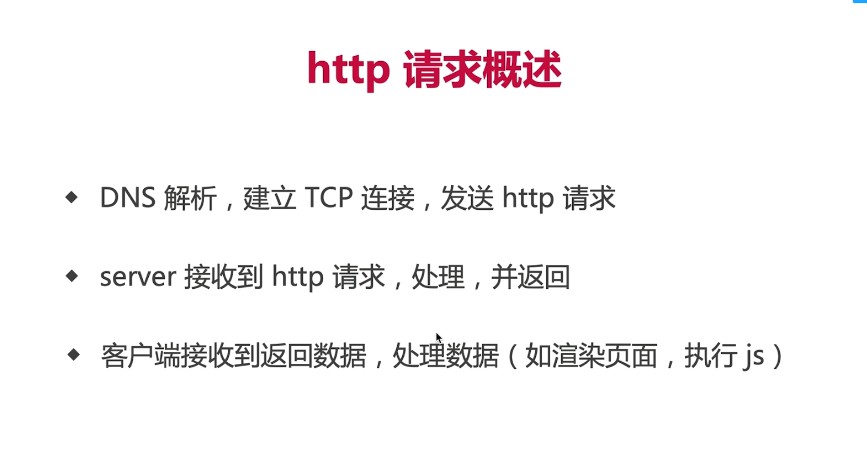 http 请求概述
DNS 解析，建立 TCP 连接，发送 http 请求
server 接收到 http 请求，处理，并返回
客户端接收到返回数据，处理数据（如渲染页面，执行 js）